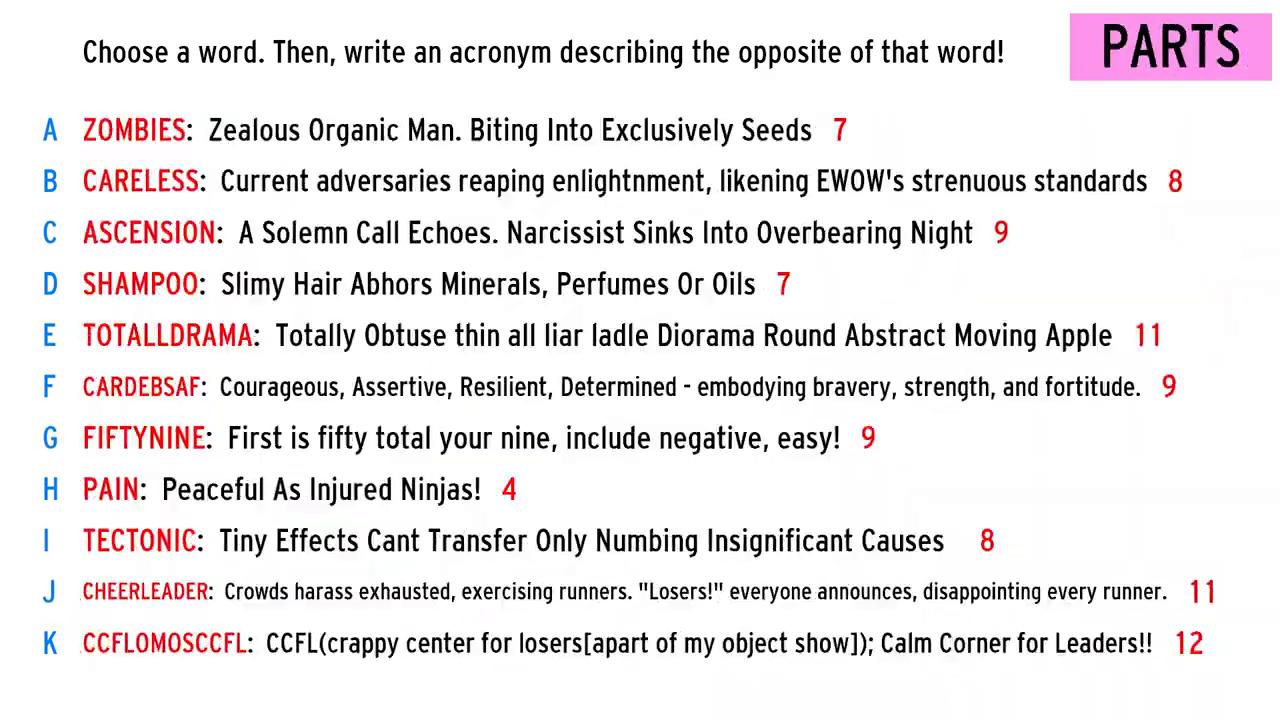 Choose a word. Then, write an acronym describing the opposite of that word!
PARTS
A ZOMBIES: Zealous Organic Man. Biting Into Exclusively Seeds 7
B CARELESS: Current adversaries reaping enlightnment, likening EWOW's strenuous standards 8
C ASCENSION: A Solemn Call Echoes. Narcissist Sinks Into Overbearing Night 9
D SHAMPOO: Slimy Hair Abhors Minerals, Perfumes Or Oils 7
E TOTALLDRAMA: Totally Obtuse thin all liar ladle Diorama Round Abstract Moving Apple 11
F CARDEBSAF: Courageous, Assertive, Resilient, Determined - embodying bravery, strength, and fortitude. 9
G FIFTYNINE: First is fifty total your nine, include negative, easy! 9
H PAIN: Peaceful As Injured Ninjas! 4
I TECTONIC: Tiny Effects Cant Transfer Only Numbing Insignificant Causes 8
J CHEERLEADER: Crowds harass exhausted, exercising runners. "Losers!" everyone announces, disappointing every runner. 11
K CCFLOMOSCCFL: CCFL(crappy center for losers[apart of my object show]); Calm Corner for Leaders!! 12